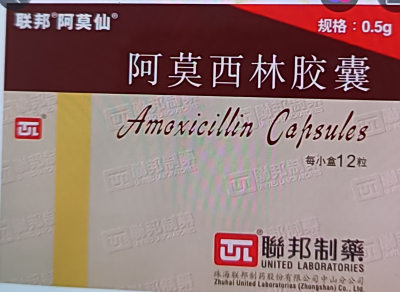 联邦®阿莫仙®
规格：0.5g
阿莫西林胶囊
Amoxicillin Capsules
每小盒12粒
聯邦制藥
UNITED LABORATORIES
珠海联邦制药股份有限公司中山分公司
Zhuhai United Laboratories (Zhongshan) Co., Ltd.